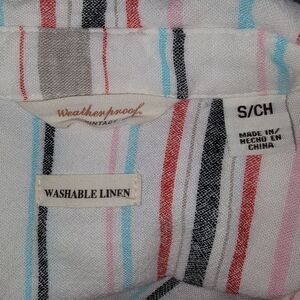 Weatherproof
VINTAGE
S/CH
MADE IN/
HECHO EN
CHINA
WASHABLE LINEN